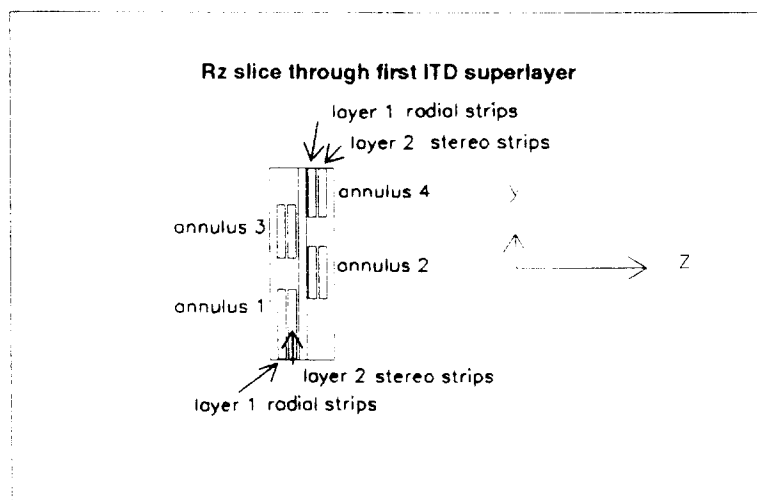 Rz slice through first ITD superlayer
layer 1 radial strips
layer 2 stereo strips
annulus 4
y
annulus 3
annulus 2
Z
annulus 1
layer 2 stereo strips
layer 1 radial strips